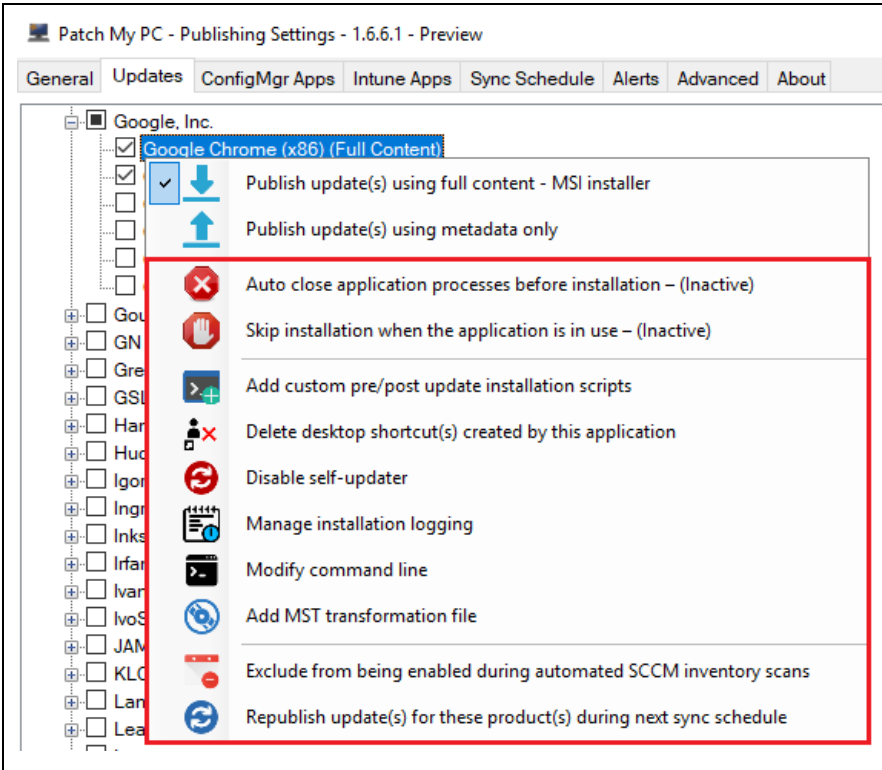 Patch My PC - Publishing Settings - 1.6.6.1 - Preview
General Updates ConfigMgr Apps Intune Apps Sync Schedule Alerts Advanced About
Google, Inc.
Google Chrome (x86) (Full Content)
Publish update(s) using full content - MSI installer
Publish update(s) using metadata only
Auto close application processes before installation – (Inactive)
Gou
Skip installation when the application is in use – (Inactive)
GN
Gre
Add custom pre/post update installation scripts
GSL
Har
Delete desktop shortcut(s) created by this application
Hud
Igor
Disable self-updater
Ingr
Manage installation logging
Inks
Irfan
Modify command line
Ivan
IvoS
Add MST transformation file
JAM
KLC
Exclude from being enabled during automated SCCM inventory scans
Lan
Republish update(s) for these product(s) during next sync schedule
Lea